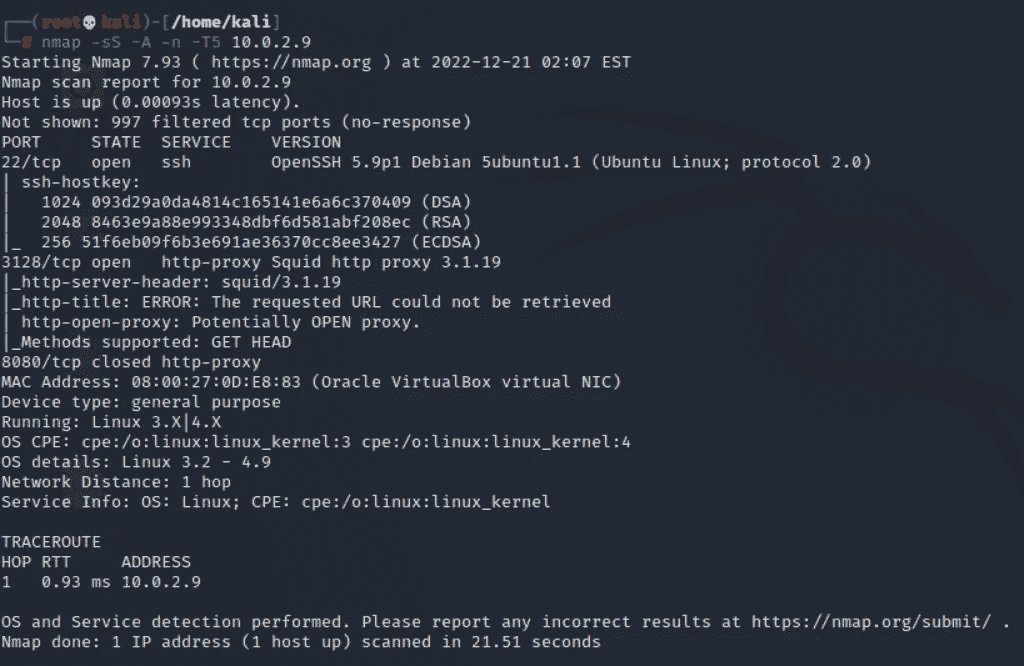 ┌──(root💀kali)-[/home/kali]
└─# nmap -sS -A -n -T5 10.0.2.9
Starting Nmap 7.93 ( https://nmap.org ) at 2022-12-21 02:07 EST
Nmap scan report for 10.0.2.9
Host is up (0.00093s latency).
Not shown: 997 filtered tcp ports (no-response)
PORT     STATE  SERVICE    VERSION
22/tcp   open   ssh        OpenSSH 5.9p1 Debian 5ubuntu1.1 (Ubuntu Linux; protocol 2.0)
| ssh-hostkey:
|   1024 093d29a0da4814c165141e6a6c370409 (DSA)
|   2048 8463e9a88e993348dbf6d581abf208ec (RSA)
|_  256 51f6eb09f6b3e691ae36370cc8ee3427 (ECDSA)
3128/tcp open   http-proxy Squid http proxy 3.1.19
|_http-server-header: squid/3.1.19
|_http-title: ERROR: The requested URL could not be retrieved
| http-open-proxy: Potentially OPEN proxy.
|_Methods supported: GET HEAD
8080/tcp closed http-proxy
MAC Address: 08:00:27:0D:E8:83 (Oracle VirtualBox virtual NIC)
Device type: general purpose
Running: Linux 3.X|4.X
OS CPE: cpe:/o:linux:linux_kernel:3 cpe:/o:linux:linux_kernel:4
OS details: Linux 3.2 - 4.9
Network Distance: 1 hop
Service Info: OS: Linux; CPE: cpe:/o:linux:linux_kernel
TRACEROUTE
HOP RTT     ADDRESS
1   0.93 ms 10.0.2.9
OS and Service detection performed. Please report any incorrect results at https://nmap.org/submit/ .
Nmap done: 1 IP address (1 host up) scanned in 21.51 seconds